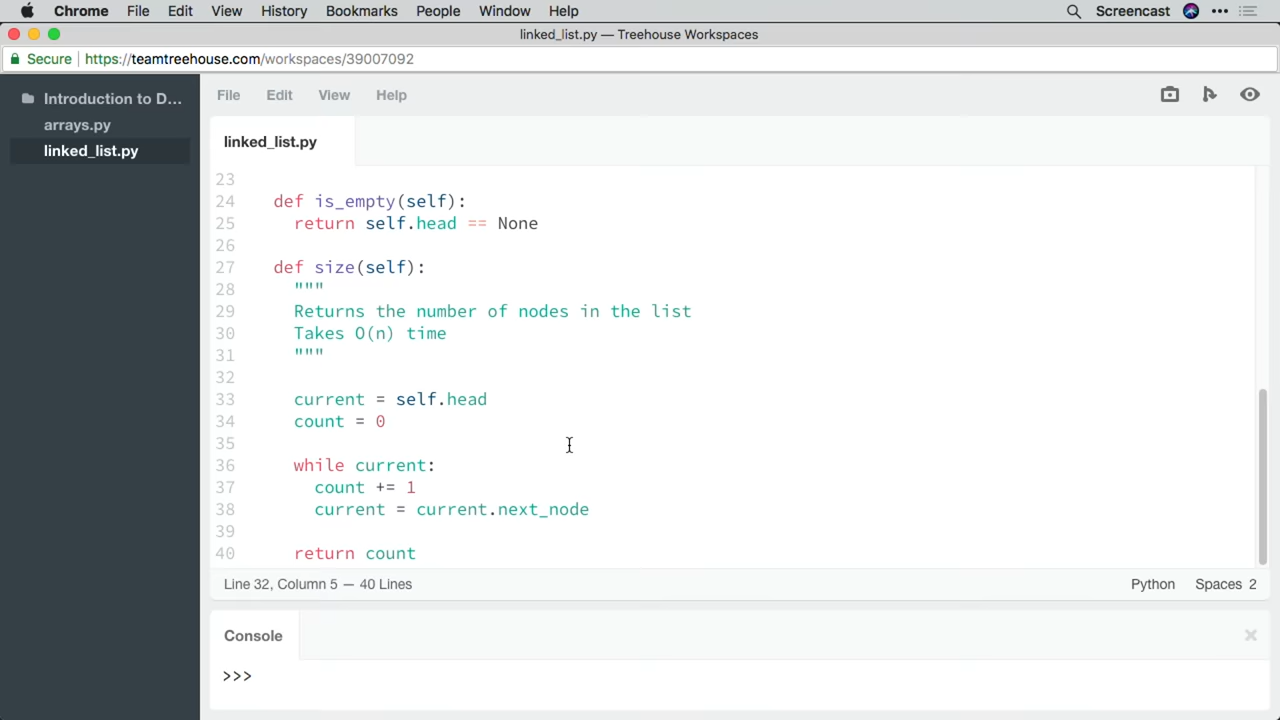 Chrome File Edit View History Bookmarks People Window Help Screencast
linked_list.py — Treehouse Workspaces
Secure https://teamtreehouse.com/workspaces/39007092
Introduction to D...
arrays.py
linked_list.py
File Edit View Help
linked_list.py
23
24 def is_empty(self):
25 return self.head == None
26
27 def size(self):
28 """
29 Returns the number of nodes in the list
30 Takes O(n) time
31 """
32
33 current = self.head
34 count = 0
35
36 while current:
37 count += 1
38 current = current.next_node
39
40 return count
Line 32, Column 5 — 40 Lines Python Spaces 2
Console
>>>